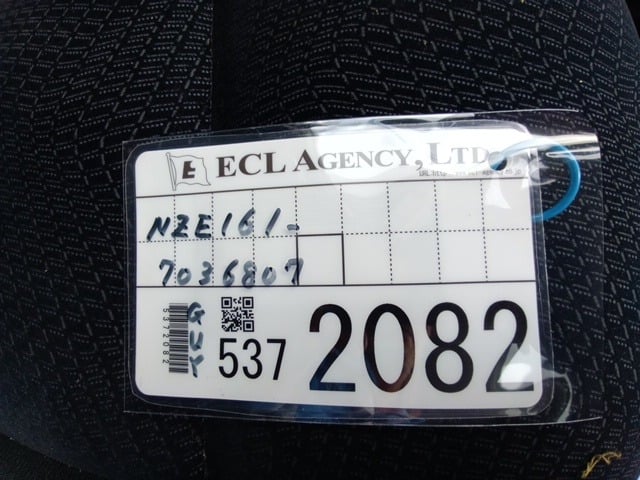 E ECL AGENCY, LTD.
NZE161-
7036807
GUY
5372082
537 2082